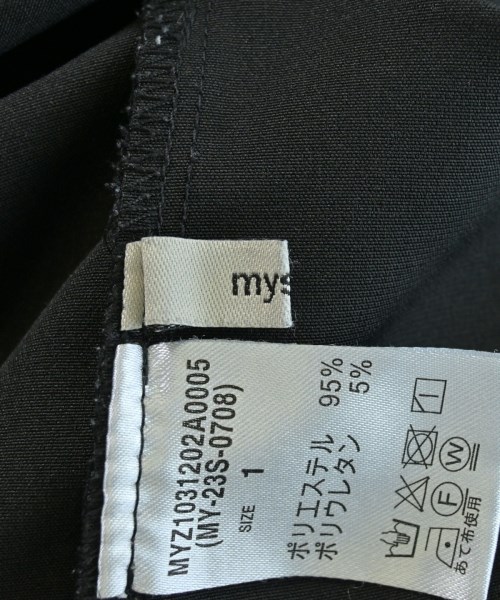 mys
MYZ1031202A0005
(MY-23S-0708)
SIZE 1
ポリエステル 95%
ポリウレタン 5%
W
F
あて布使用